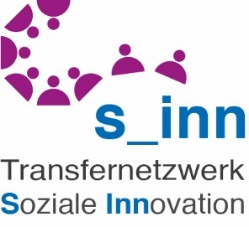 s_inn
Transfernetzwerk
Soziale Innovation